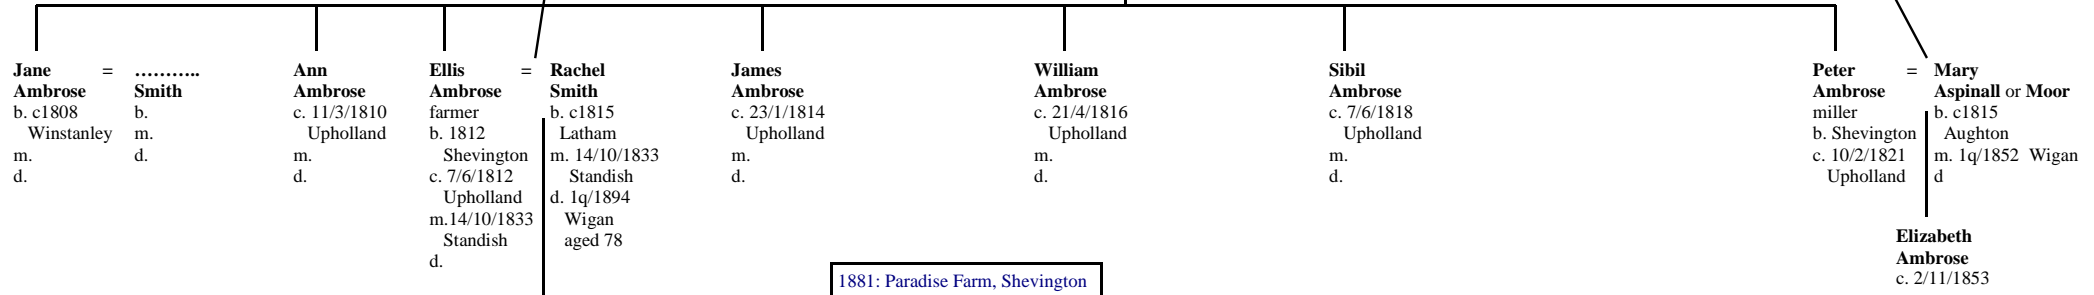 Jane =
Ambrose
b. c1808
Winstanley
m.
d.
………..
Smith
b.
m.
d.
Ann
Ambrose
c. 11/3/1810
Upholland
m.
d.
Ellis =
Ambrose
farmer
b. 1812
Shevington
c. 7/6/1812
Upholland
m.14/10/1833
Standish
d.
Rachel
Smith
b. c1815
Latham
m. 14/10/1833
Standish
d. 1q/1894
Wigan
aged 78
James
Ambrose
c. 23/1/1814
Upholland
m.
d.
William
Ambrose
c. 21/4/1816
Upholland
m.
d.
Sibil
Ambrose
c. 7/6/1818
Upholland
m.
d.
Peter =
Ambrose
miller
b. Shevington
c. 10/2/1821
Upholland
Mary
Aspinall or Moor
b. c1815
Aughton
m. 1q/1852 Wigan
d
Elizabeth
Ambrose
c. 2/11/1853
1881: Paradise Farm, Shevington